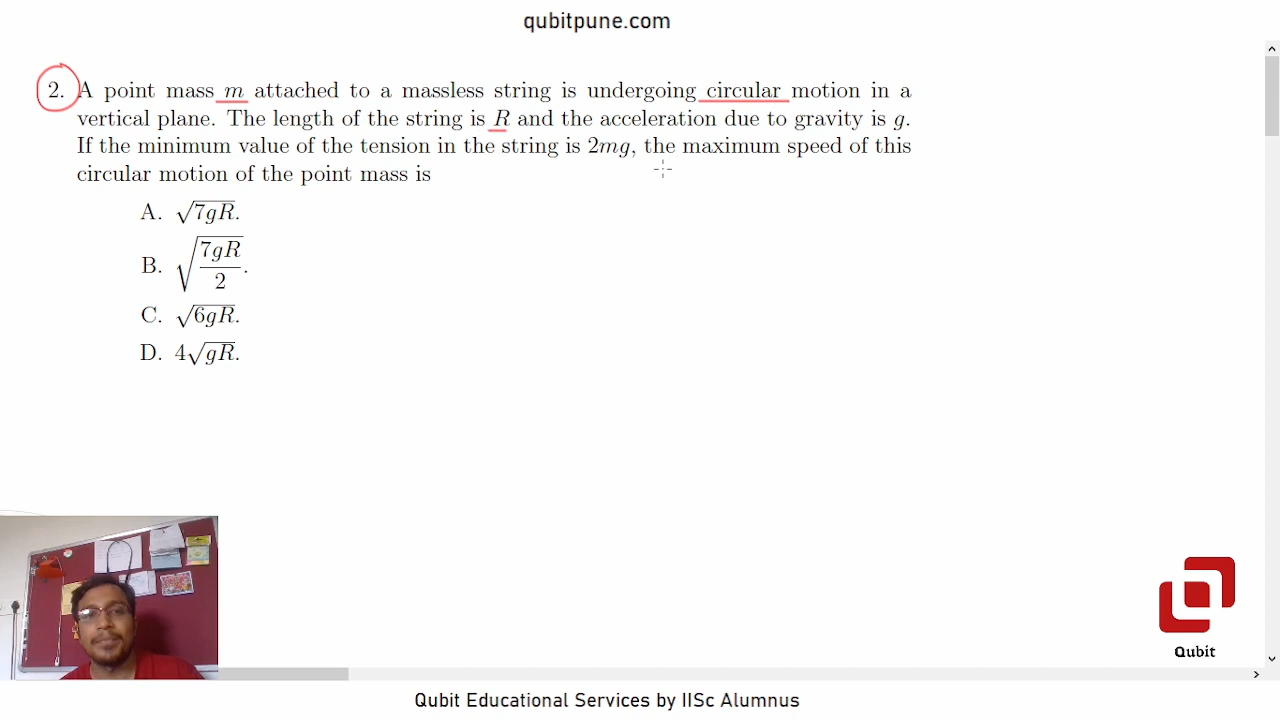 qubitpune.com
2. A point mass m attached to a massless string is undergoing circular motion in a
vertical plane. The length of the string is R and the acceleration due to gravity is g.
If the minimum value of the tension in the string is 2mg, the maximum speed of this
circular motion of the point mass is
A. √7gR.
B. √(7gR/2).
C. √6gR.
D. 4√gR.
Qubit
Qubit Educational Services by IISc Alumnus